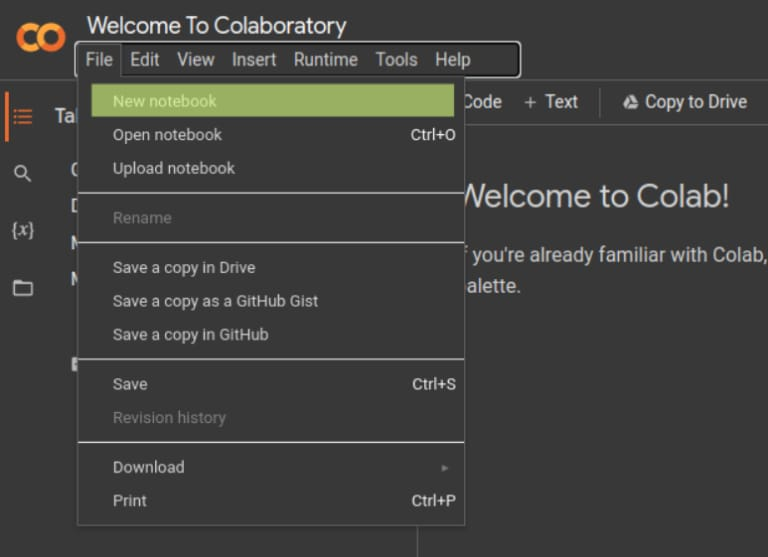 Welcome To Colaboratory
File Edit View Insert Runtime Tools Help
Code + Text Copy to Drive
New notebook
Open notebook Ctrl+O
Upload notebook
Rename
Save a copy in Drive
Save a copy as a GitHub Gist
Save a copy in GitHub
Save Ctrl+S
Revision history
Download
Print Ctrl+P
{x}
Welcome to Colab!
you're already familiar with Colab,
alette.